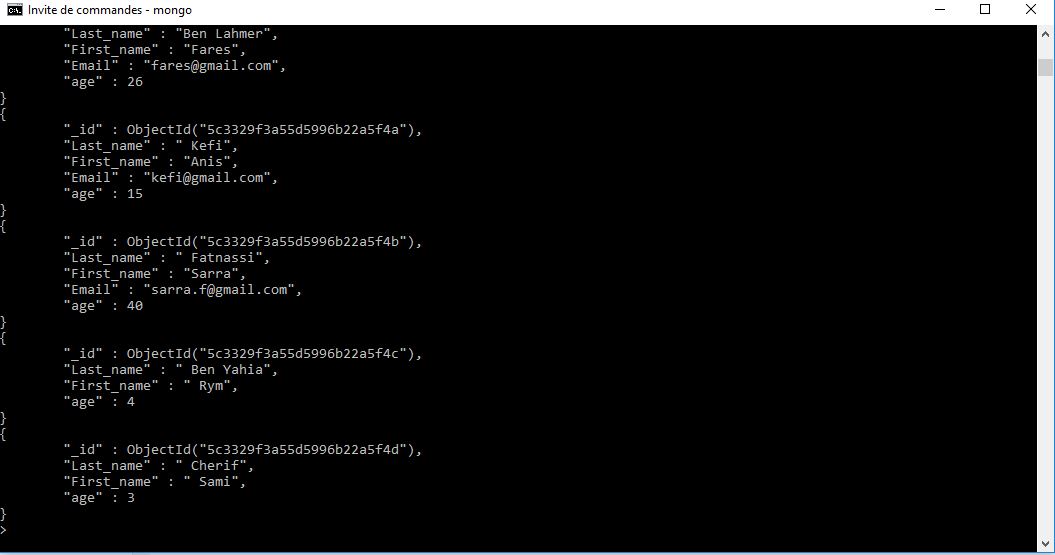 Invite de commandes - mongo
"Last_name" : "Ben Lahmer",
"First_name" : "Fares",
"Email" : "fares@gmail.com",
"age" : 26
}
{
"_id" : ObjectId("5c3329f3a55d5996b22a5f4a"),
"Last_name" : " Kefi",
"First_name" : "Anis",
"Email" : "kefi@gmail.com",
"age" : 15
}
{
"_id" : ObjectId("5c3329f3a55d5996b22a5f4b"),
"Last_name" : " Fatnassi",
"First_name" : "Sarra",
"Email" : "sarra.f@gmail.com",
"age" : 40
}
{
"_id" : ObjectId("5c3329f3a55d5996b22a5f4c"),
"Last_name" : " Ben Yahia",
"First_name" : " Rym",
"age" : 4
}
{
"_id" : ObjectId("5c3329f3a55d5996b22a5f4d"),
"Last_name" : " Cherif",
"First_name" : " Sami",
"age" : 3
}
>